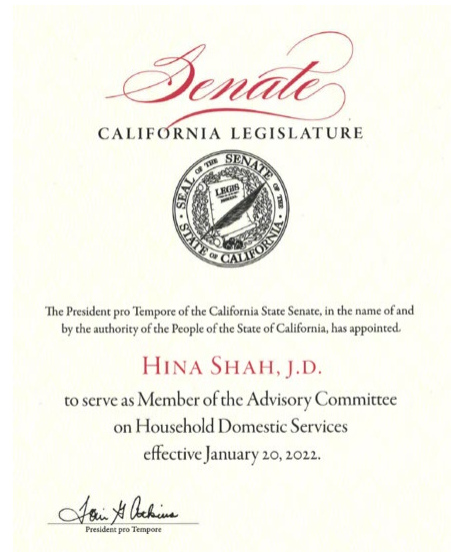 Senate
CALIFORNIA LEGISLATURE
SEAL OF THE SENATE OF THE
LEGIS
STATE OF CALIFORNIA
The President pro Tempore of the California State Senate, in the name of and
by the authority of the People of the State of California, has appointed.
HINA SHAH, J.D.
to serve as Member of the Advisory Committee
on Household Domestic Services
effective January 20, 2022.
Toni G Atkins
President pro Tempore